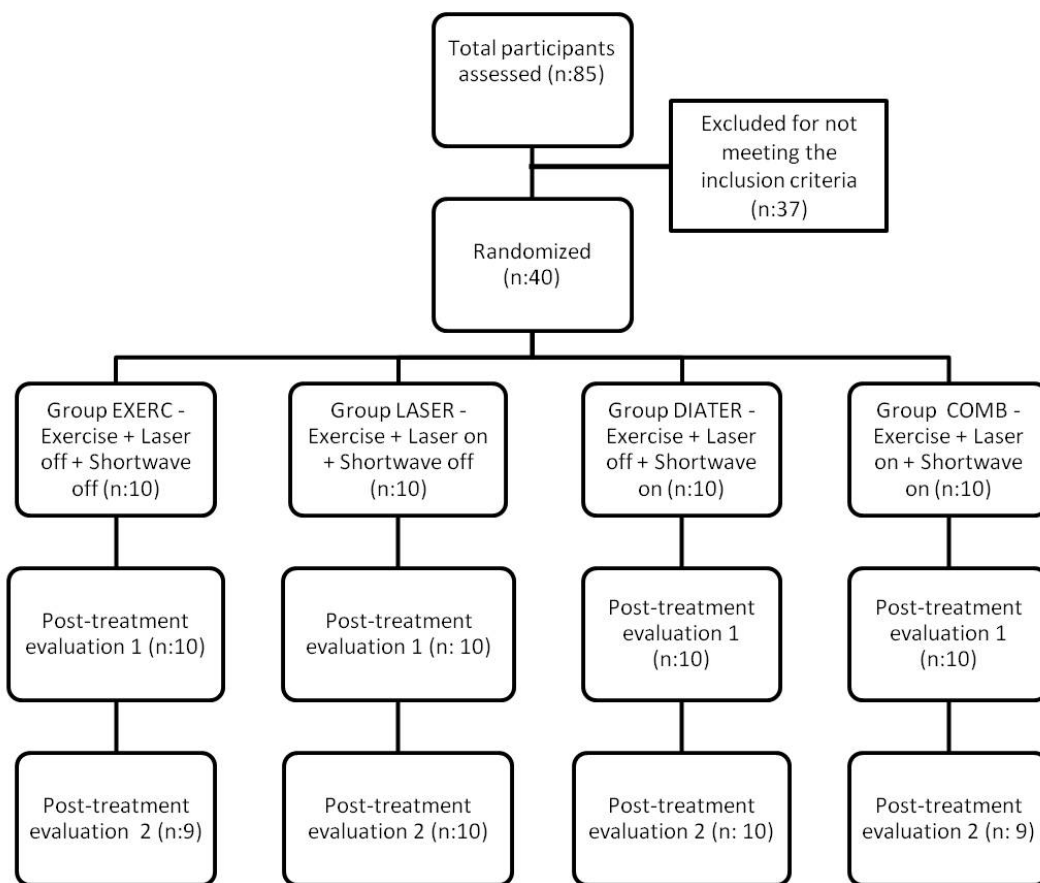 Total participants
assessed (n:85)
Excluded for not
meeting the
inclusion criteria
(n:37)
Randomized
(n:40)
Group EXERC -
Exercise + Laser
off + Shortwave
off (n:10)
Group LASER -
Exercise + Laser on
+ Shortwave off
(n:10)
Group DIATER -
Exercise + Laser
off + Shortwave
on (n:10)
Group COMB -
Exercise + Laser
on + Shortwave
on (n:10)
Post-treatment
evaluation 1 (n:10)
Post-treatment
evaluation 1 (n: 10)
Post-treatment
evaluation 1
(n:10)
Post-treatment
evaluation 1
(n:10)
Post-treatment
evaluation 2 (n:9)
Post-treatment
evaluation 2 (n:10)
Post-treatment
evaluation 2 (n: 10)
Post-treatment
evaluation 2 (n: 9)